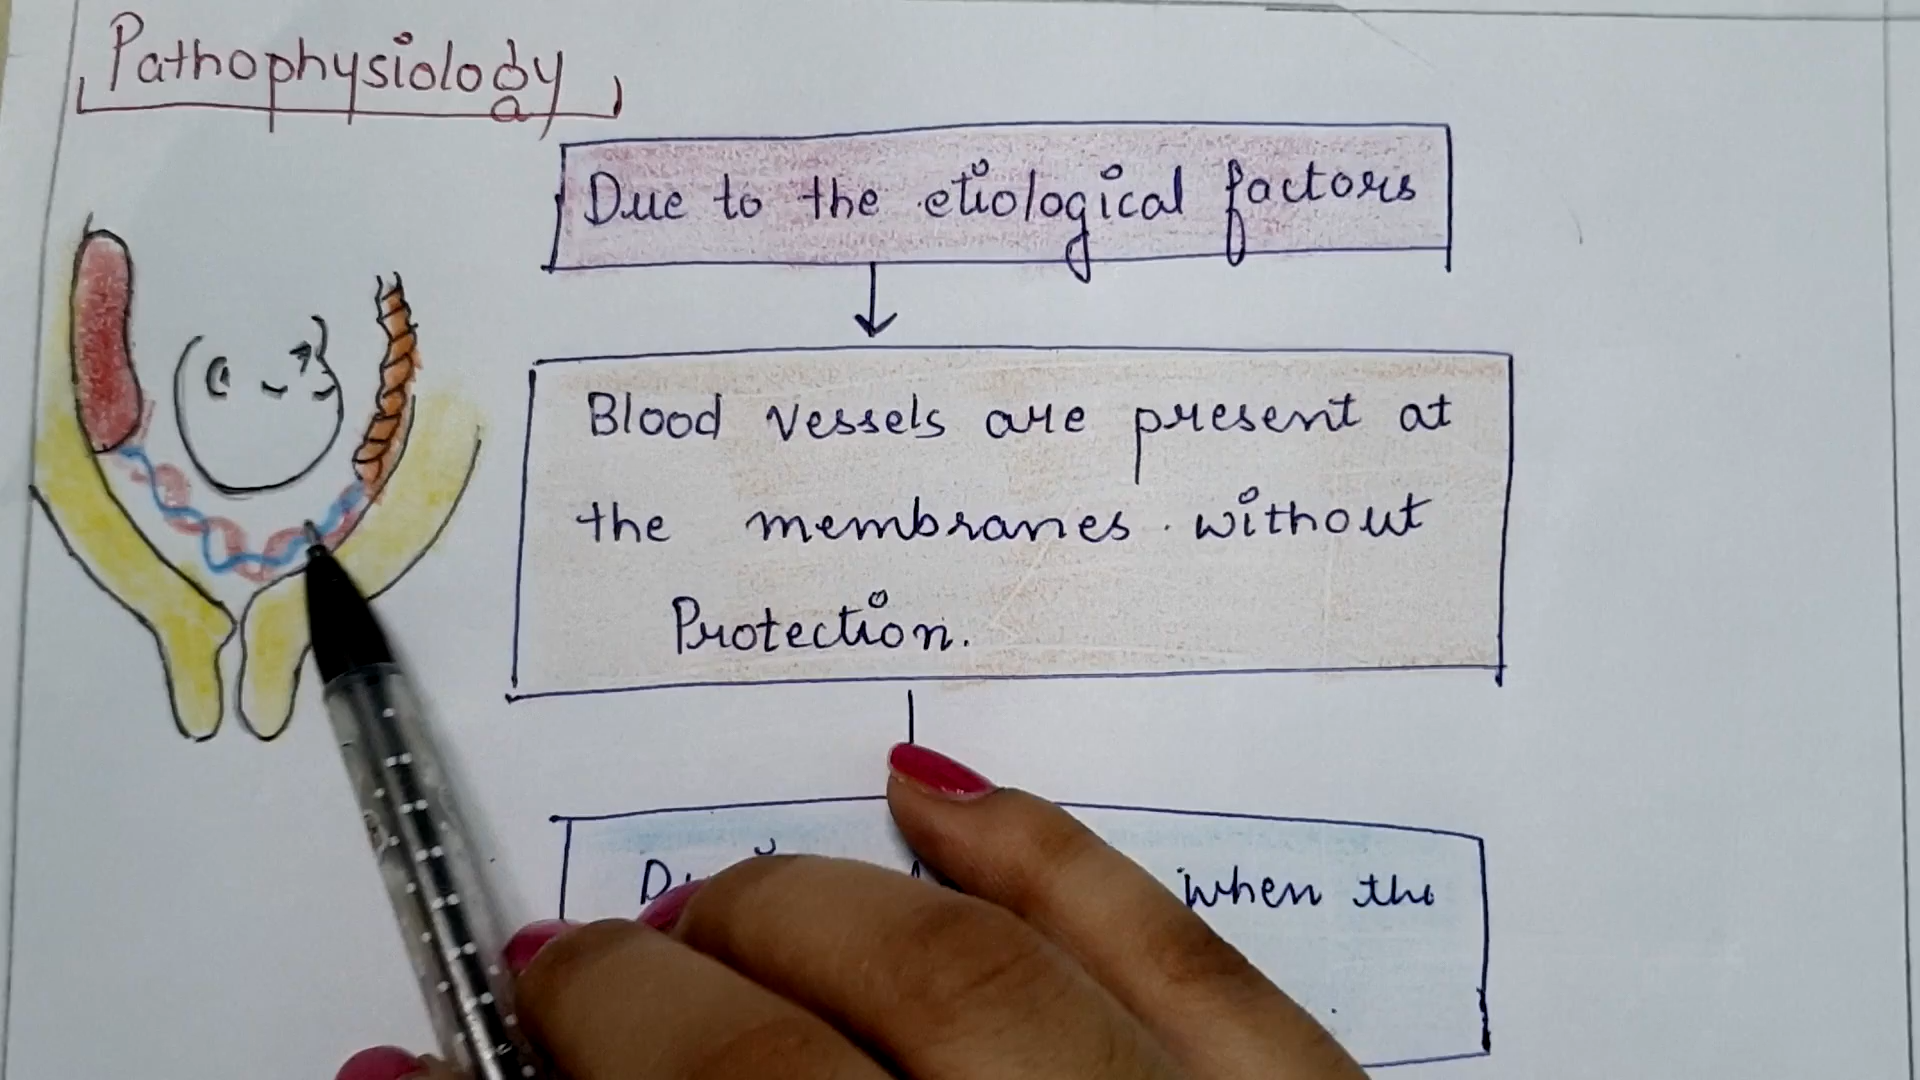 Pathophysiology
Due to the etiological factors
Blood vessels are present at
the membranes without
Protection.
when the